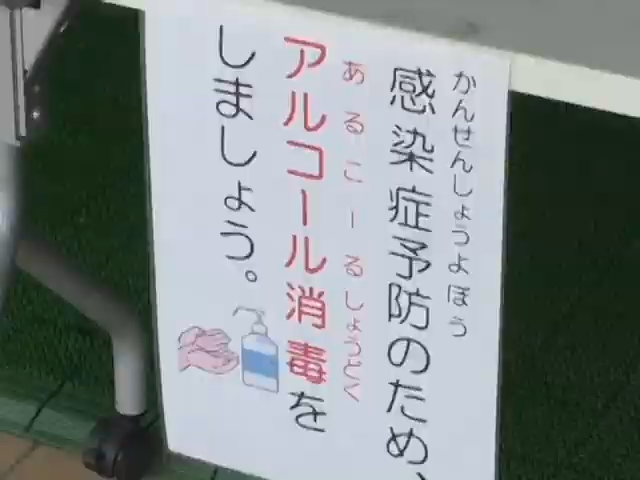 かんせんしょうよぼう
感染症予防のため、
あるこーるしょうどく
アルコール消毒を
しましょう。